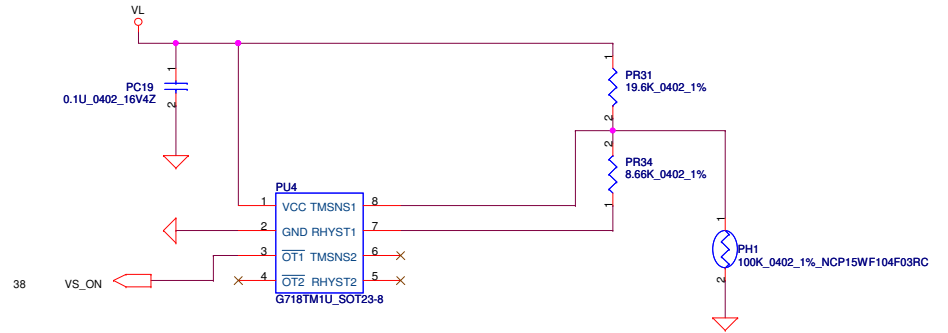 VL
1
PC19
0.1U_0402_16V4Z
2
1
PR31
19.6K_0402_1%
2
2
PR34
8.66K_0402_1%
1
PU4
1 VCC TMSNS1 8
2 GND RHYST1 7
3 OT1 TMSNS2 6
4 OT2 RHYST2 5
G718TM1U_SOT23-8
1
PH1
100K_0402_1%_NCP15WF104F03RC
2
38 VS_ON